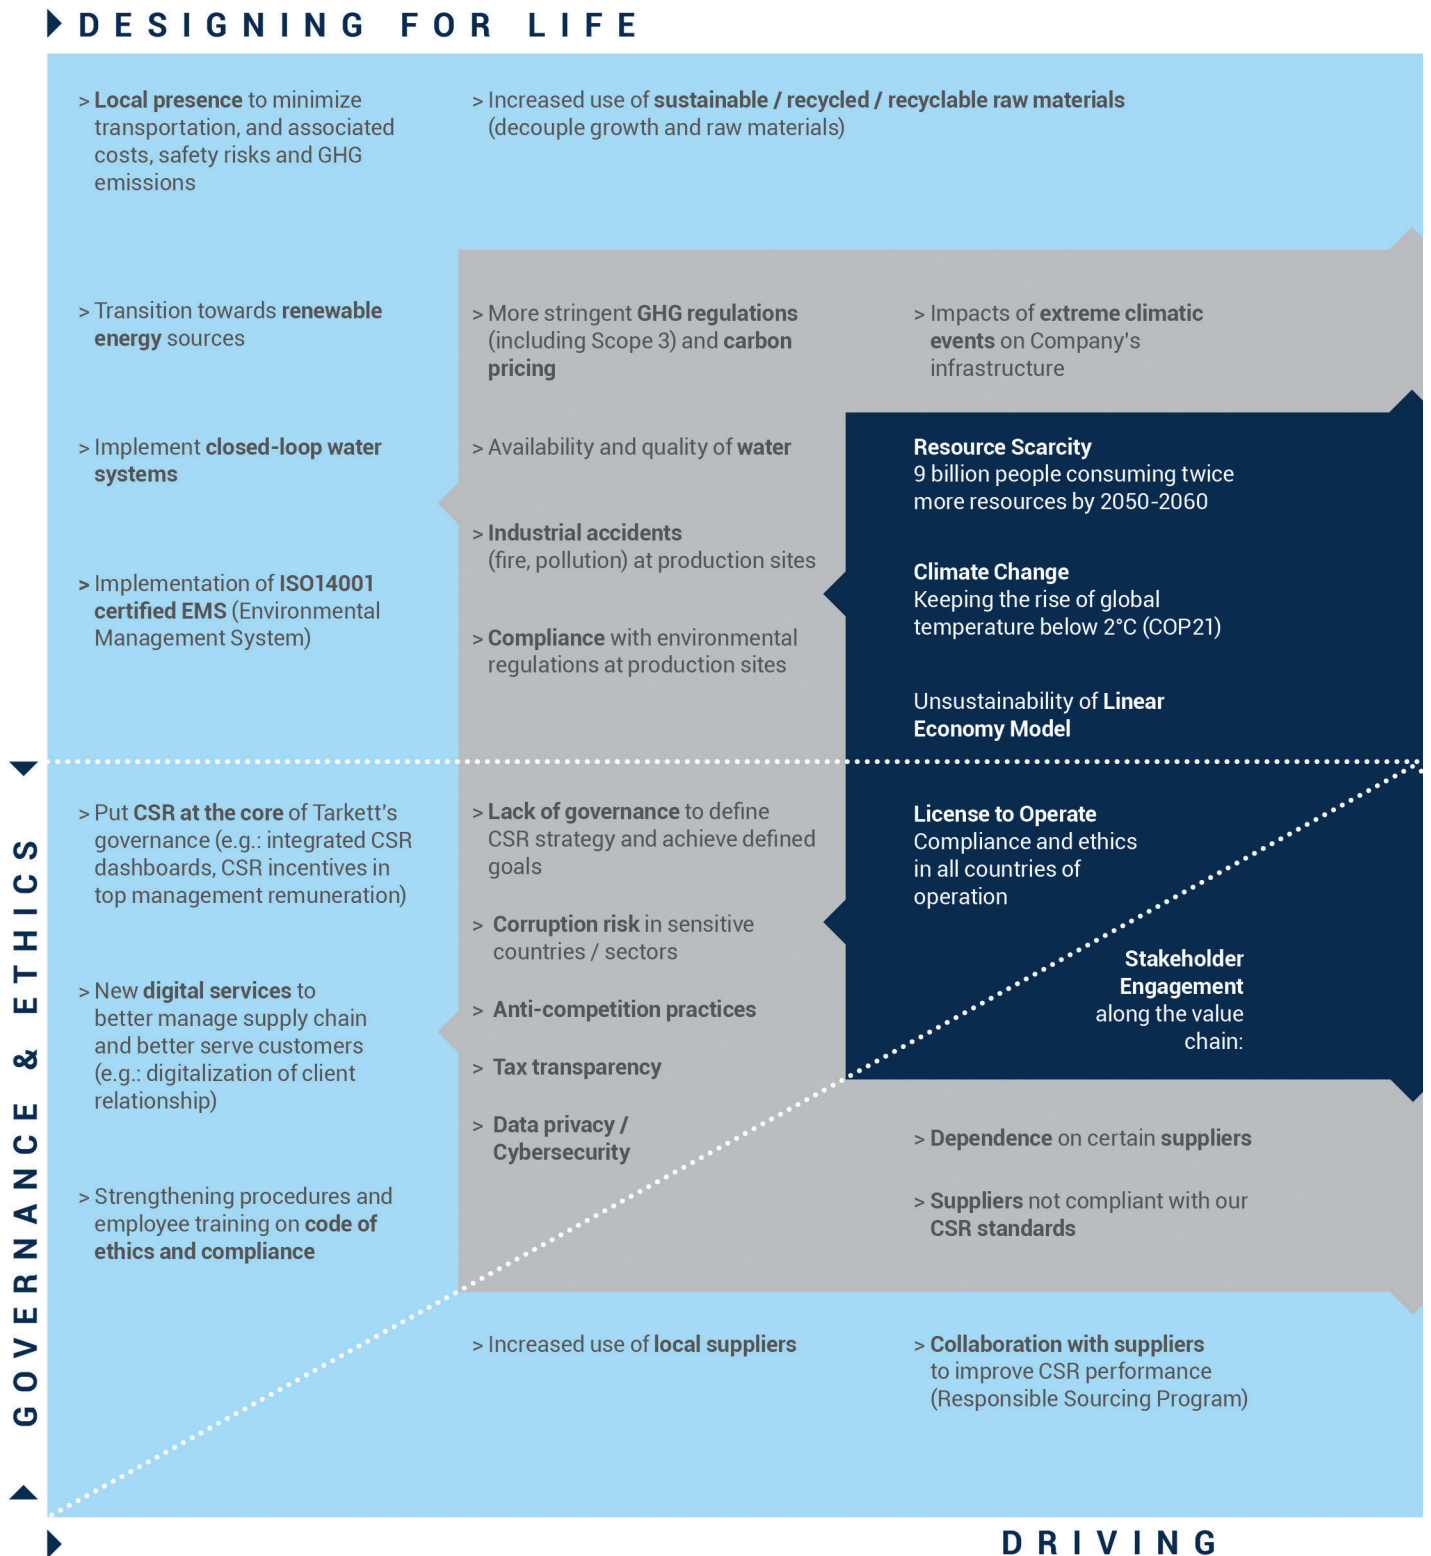 DESIGNING FOR LIFE
> Local presence to minimize
transportation, and associated
costs, safety risks and GHG
emissions
> Increased use of sustainable / recycled / recyclable raw materials
(decouple growth and raw materials)
> Transition towards renewable
energy sources
> More stringent GHG regulations
(including Scope 3) and carbon
pricing
> Impacts of extreme climatic
events on Company's
infrastructure
> Implement closed-loop water
systems
> Availability and quality of water
> Industrial accidents
(fire, pollution) at production sites
Resource Scarcity
9 billion people consuming twice
more resources by 2050-2060
> Implementation of ISO14001
certified EMS (Environmental
Management System)
> Compliance with environmental
regulations at production sites
Climate Change
Keeping the rise of global
temperature below 2°C (COP21)
Unsustainability of Linear
Economy Model
GOVERNANCE & ETHICS
> Put CSR at the core of Tarkett's
governance (e.g.: integrated CSR
dashboards, CSR incentives in
top management remuneration)
> New digital services to
better manage supply chain
and better serve customers
(e.g.: digitalization of client
relationship)
> Strengthening procedures and
employee training on code of
ethics and compliance
> Lack of governance to define
CSR strategy and achieve defined
goals
> Corruption risk in sensitive
countries / sectors
> Anti-competition practices
> Tax transparency
> Data privacy /
Cybersecurity
License to Operate
Compliance and ethics
in all countries of
operation
Stakeholder
Engagement
along the value
chain:
> Dependence on certain suppliers
> Suppliers not compliant with our
CSR standards
> Increased use of local suppliers
> Collaboration with suppliers
to improve CSR performance
(Responsible Sourcing Program)
DRIVING